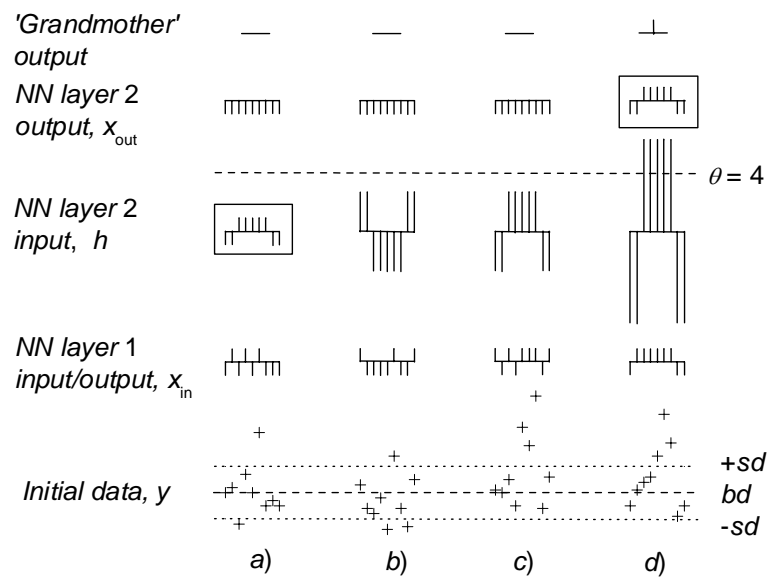 'Grandmother'
output
NN layer 2
output, xout
θ = 4
NN layer 2
input, h
NN layer 1
input/output, xin
+sd
Initial data, y
bd
-sd
a) b) c) d)